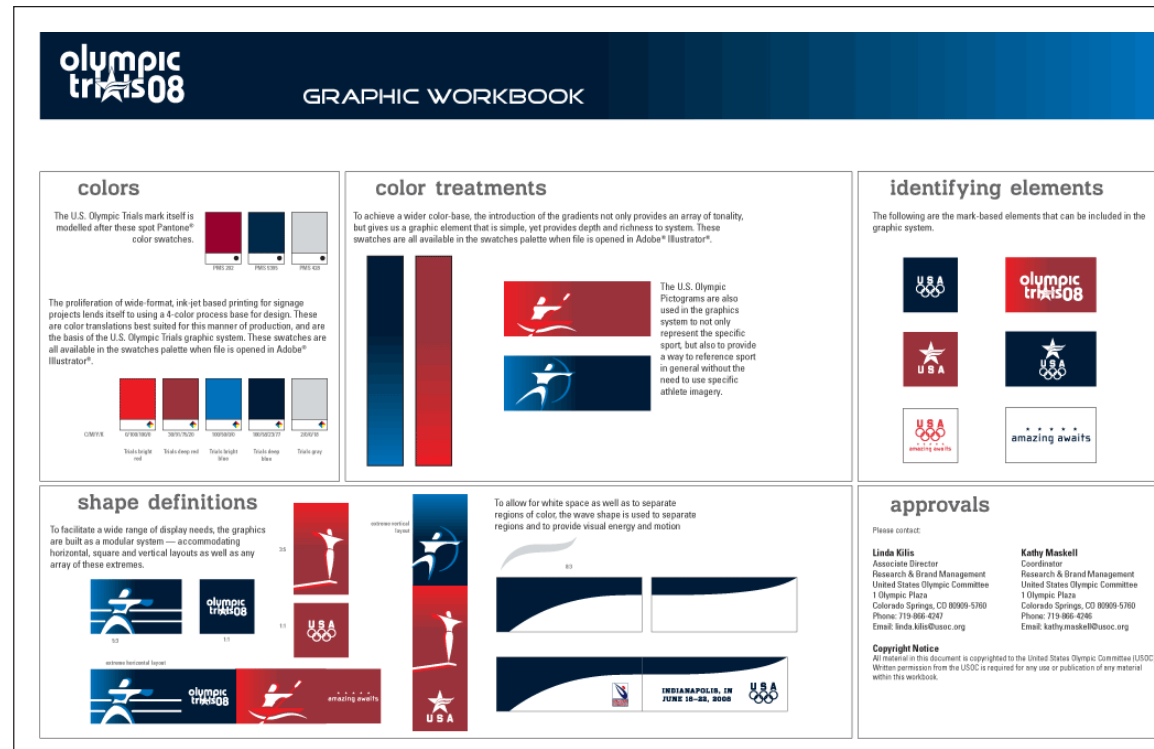 olympic
trials08
GRAPHIC WORKBOOK
colors
The U.S. Olympic Trials mark itself is
modelled after these spot Pantone®
color swatches.
PMS 202
PMS 5395
PMS 428
The proliferation of wide-format, ink-jet based printing for signage
projects lends itself to using a 4-color process base for design. These
are color translations best suited for this manner of production, and are
the basis of the U.S. Olympic Trials graphic system. These swatches are
all available in the swatches palette when file is opened in Adobe®
Illustrator®.
C/M/Y/K
Trials bright
red
Trials deep red
Trials bright
blue
Trials deep
blue
Trials gray
color treatments
To achieve a wider color-base, the introduction of the gradients not only provides an array of tonality,
but gives us a graphic element that is simple, yet provides depth and richness to system. These
swatches are all available in the swatches palette when file is opened in Adobe® Illustrator®.
The U.S. Olympic
Pictograms are also
used in the graphics
system to not only
represent the specific
sport, but also to provide
a way to reference sport
in general without the
need to use specific
athlete imagery.
identifying elements
The following are the mark-based elements that can be included in the
graphic system.
USA
olympic
trials08
USA
USA
USA
amazing awaits
amazing awaits
shape definitions
To facilitate a wide range of display needs, the graphics
are built as a modular system — accommodating
horizontal, square and vertical layouts as well as any
array of these extremes.
olympic
trials08
5:3
1:1
3:5
1:1
USA
extreme vertical
layout
USA
extreme horizontal layout
olympic
trials08
amazing awaits
To allow for white space as well as to separate
regions of color, the wave shape is used to separate
regions and to provide visual energy and motion
INDIANAPOLIS, IN
JUNE 16-22, 2008
USA
approvals
Please contact:
Linda Kilis
Associate Director
Research & Brand Management
United States Olympic Committee
1 Olympic Plaza
Colorado Springs, CO 80909-5760
Phone: 719-866-4247
Email: linda.kilis@usoc.org
Kathy Maskell
Coordinator
Research & Brand Management
United States Olympic Committee
1 Olympic Plaza
Colorado Springs, CO 80909-5760
Phone: 719-866-4246
Email: kathy.maskell@usoc.org
Copyright Notice
All material in this document is copyrighted to the United States Olympic Committee (USOC)
Written permission from the USOC is required for any use or publication of any material
within this workbook.